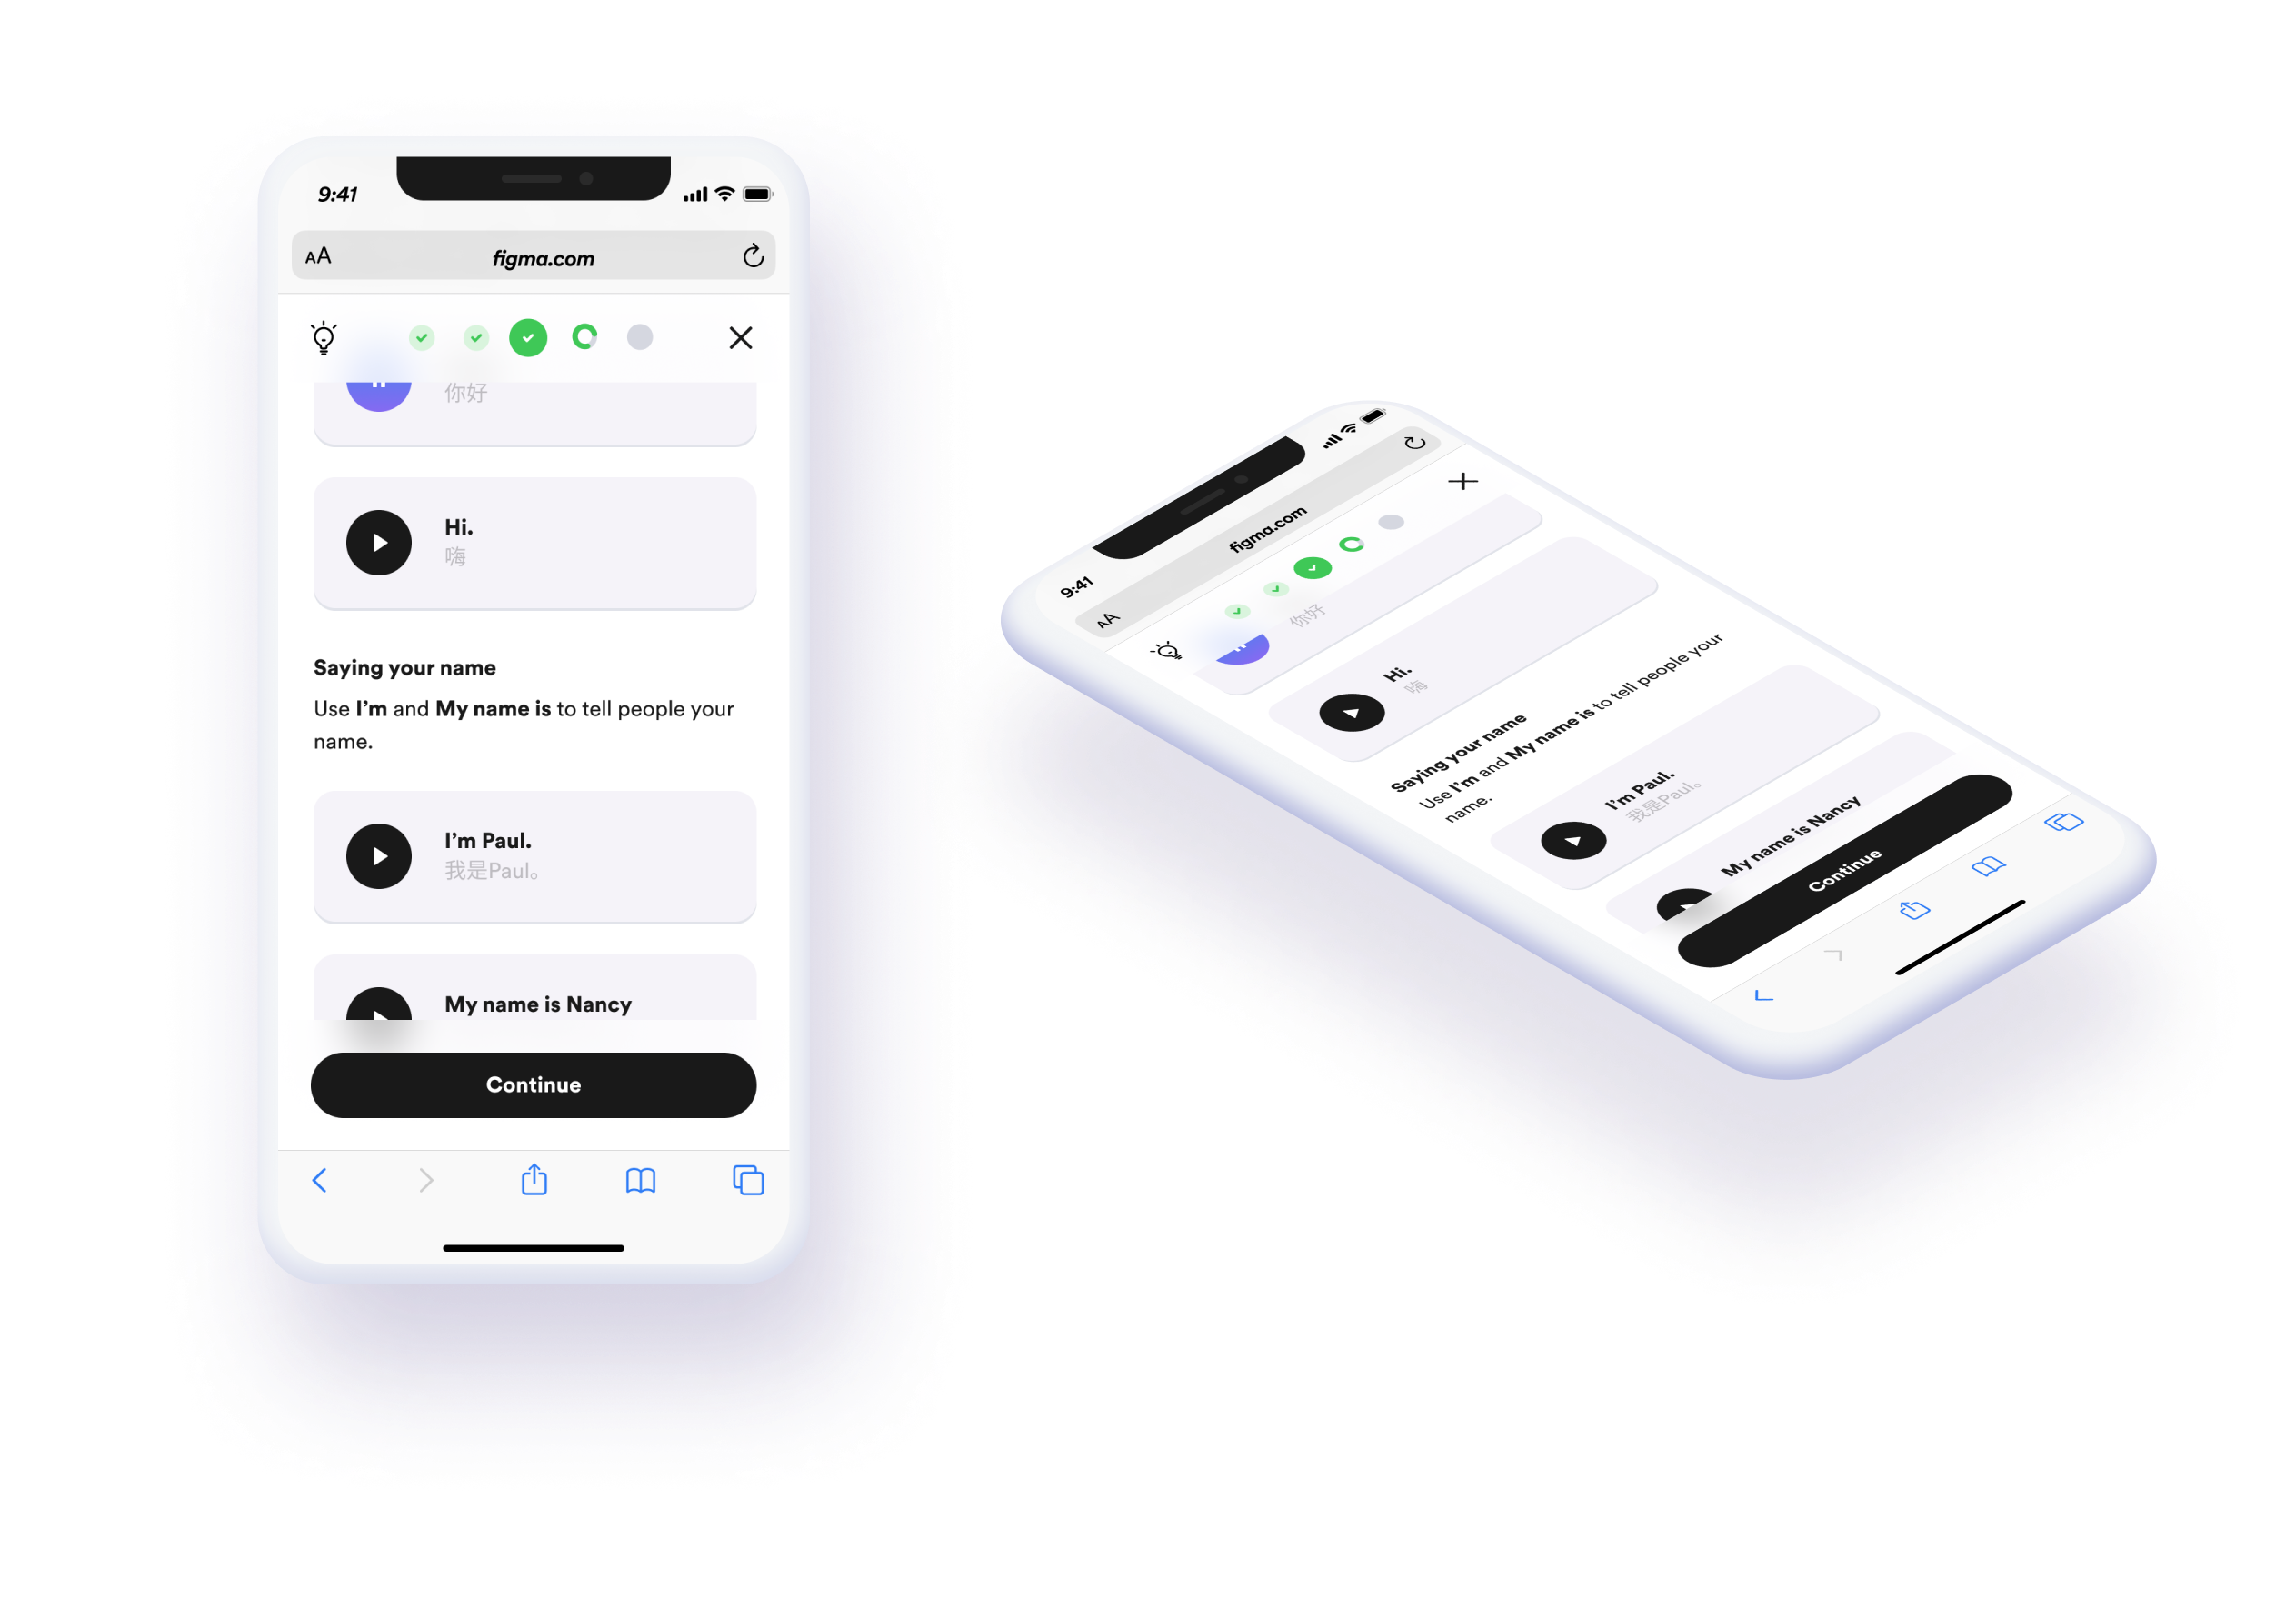 9:41
AA
figma.com
你好
Hi.
嗨
Saying your name
Use I’m and My name is to tell people your
name.
I’m Paul.
我是Paul。
My name is Nancy
Continue
9:41
AA
figma.com
你好
Hi.
嗨
Saying your name
Use I’m and My name is to tell people your
name.
I’m Paul.
我是Paul。
My name is Nancy
Continue